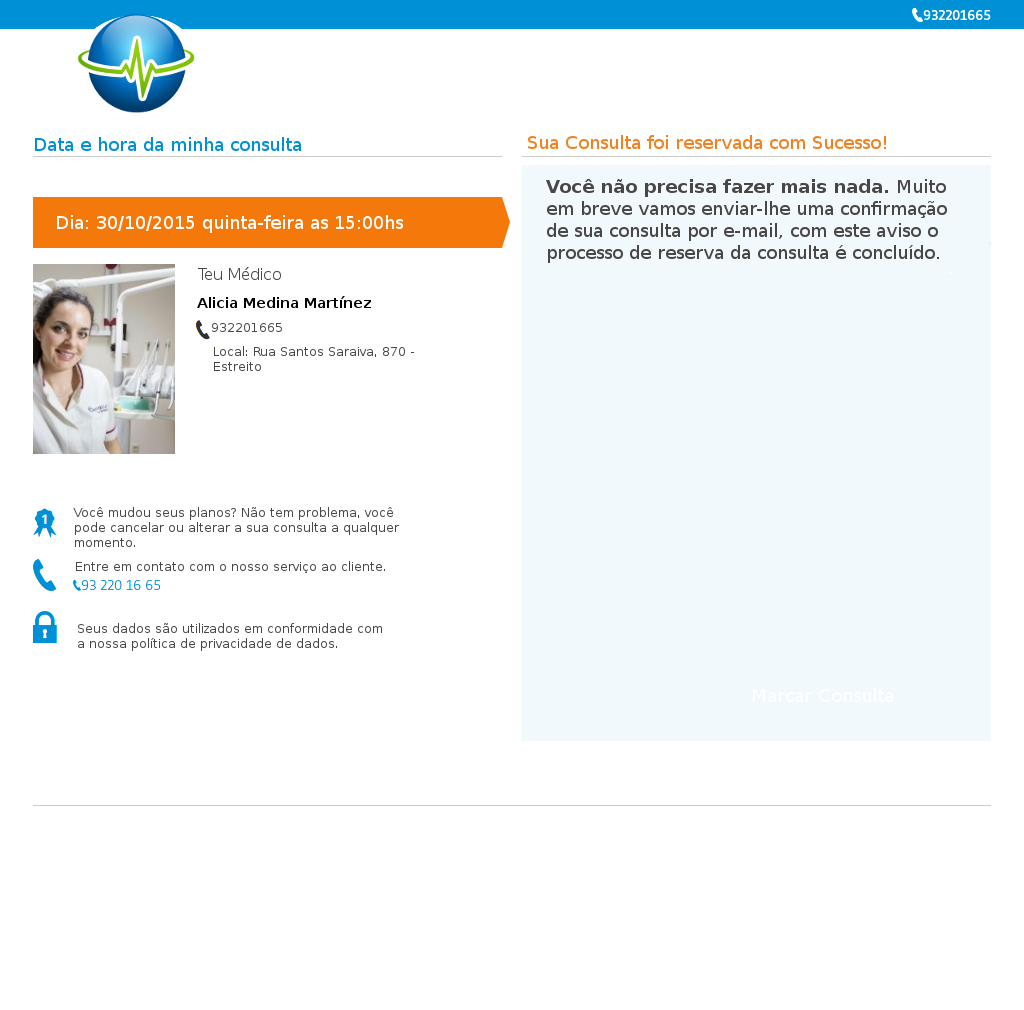 932201665
Data e hora da minha consulta
Dia: 30/10/2015 quinta-feira as 15:00hs
Teu Médico
Alicia Medina Martínez
932201665
Local: Rua Santos Saraiva, 870 -
Estreito
1
Você mudou seus planos? Não tem problema, você
pode cancelar ou alterar a sua consulta a qualquer
momento.
Entre em contato com o nosso serviço ao cliente.
93 220 16 65
Seus dados são utilizados em conformidade com
a nossa política de privacidade de dados.
Sua Consulta foi reservada com Sucesso!
Você não precisa fazer mais nada. Muito
em breve vamos enviar-lhe uma confirmação
de sua consulta por e-mail, com este aviso o
processo de reserva da consulta é concluído.
Marcar Consulta